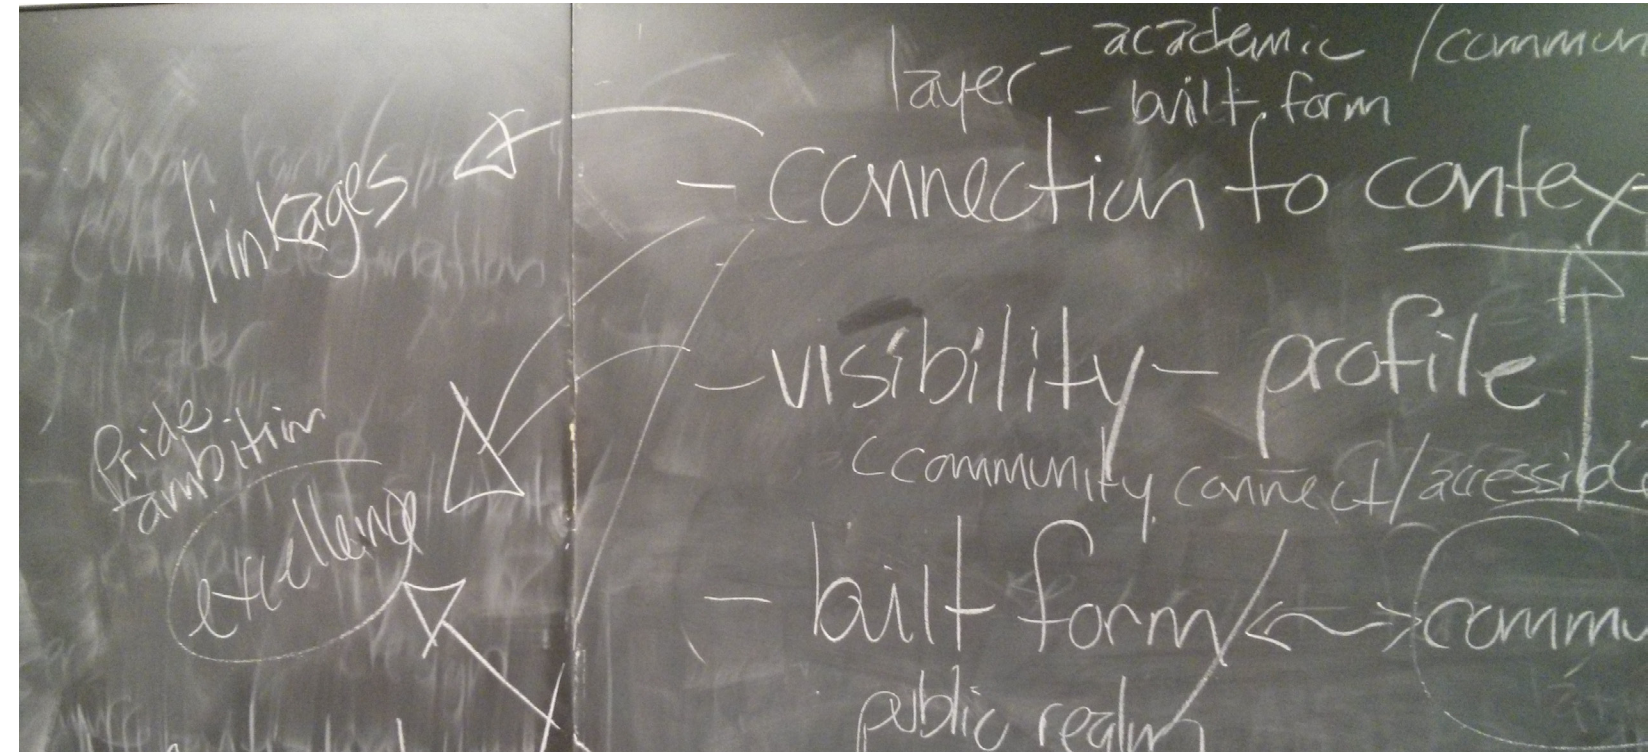 layer - academic / commun
- built form
linkages
- connection to contex
- visibility - profile
Pride
ambition
community connect/accessible
excellence
- built form / <-> commu
public realm